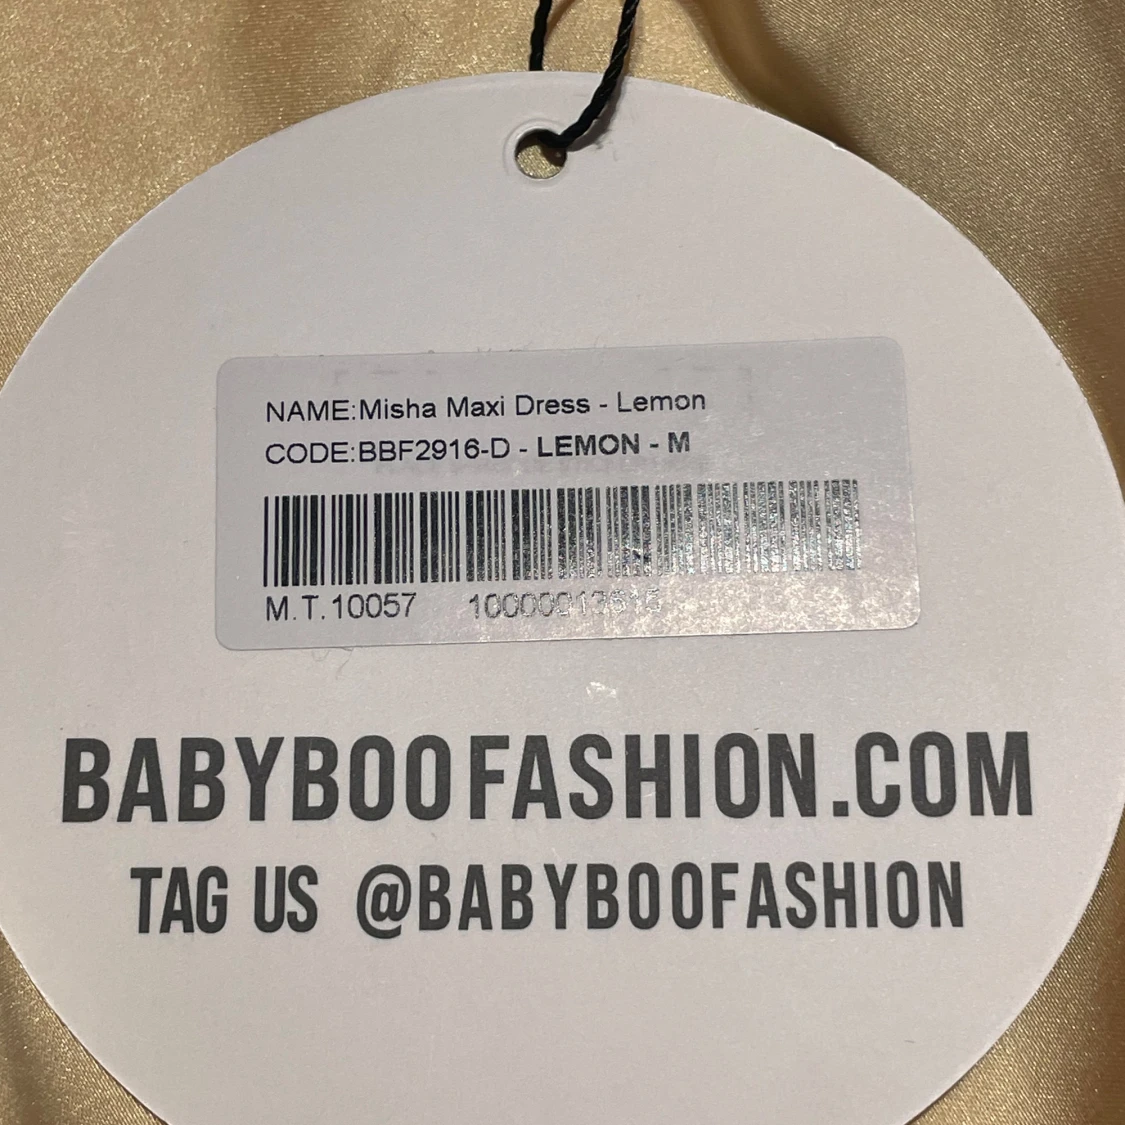 NAME:Misha Maxi Dress - Lemon
CODE:BBF2916-D - LEMON - M
M.T.10057
BABYBOOFASHION.COM
TAG US @BABYBOOFASHION